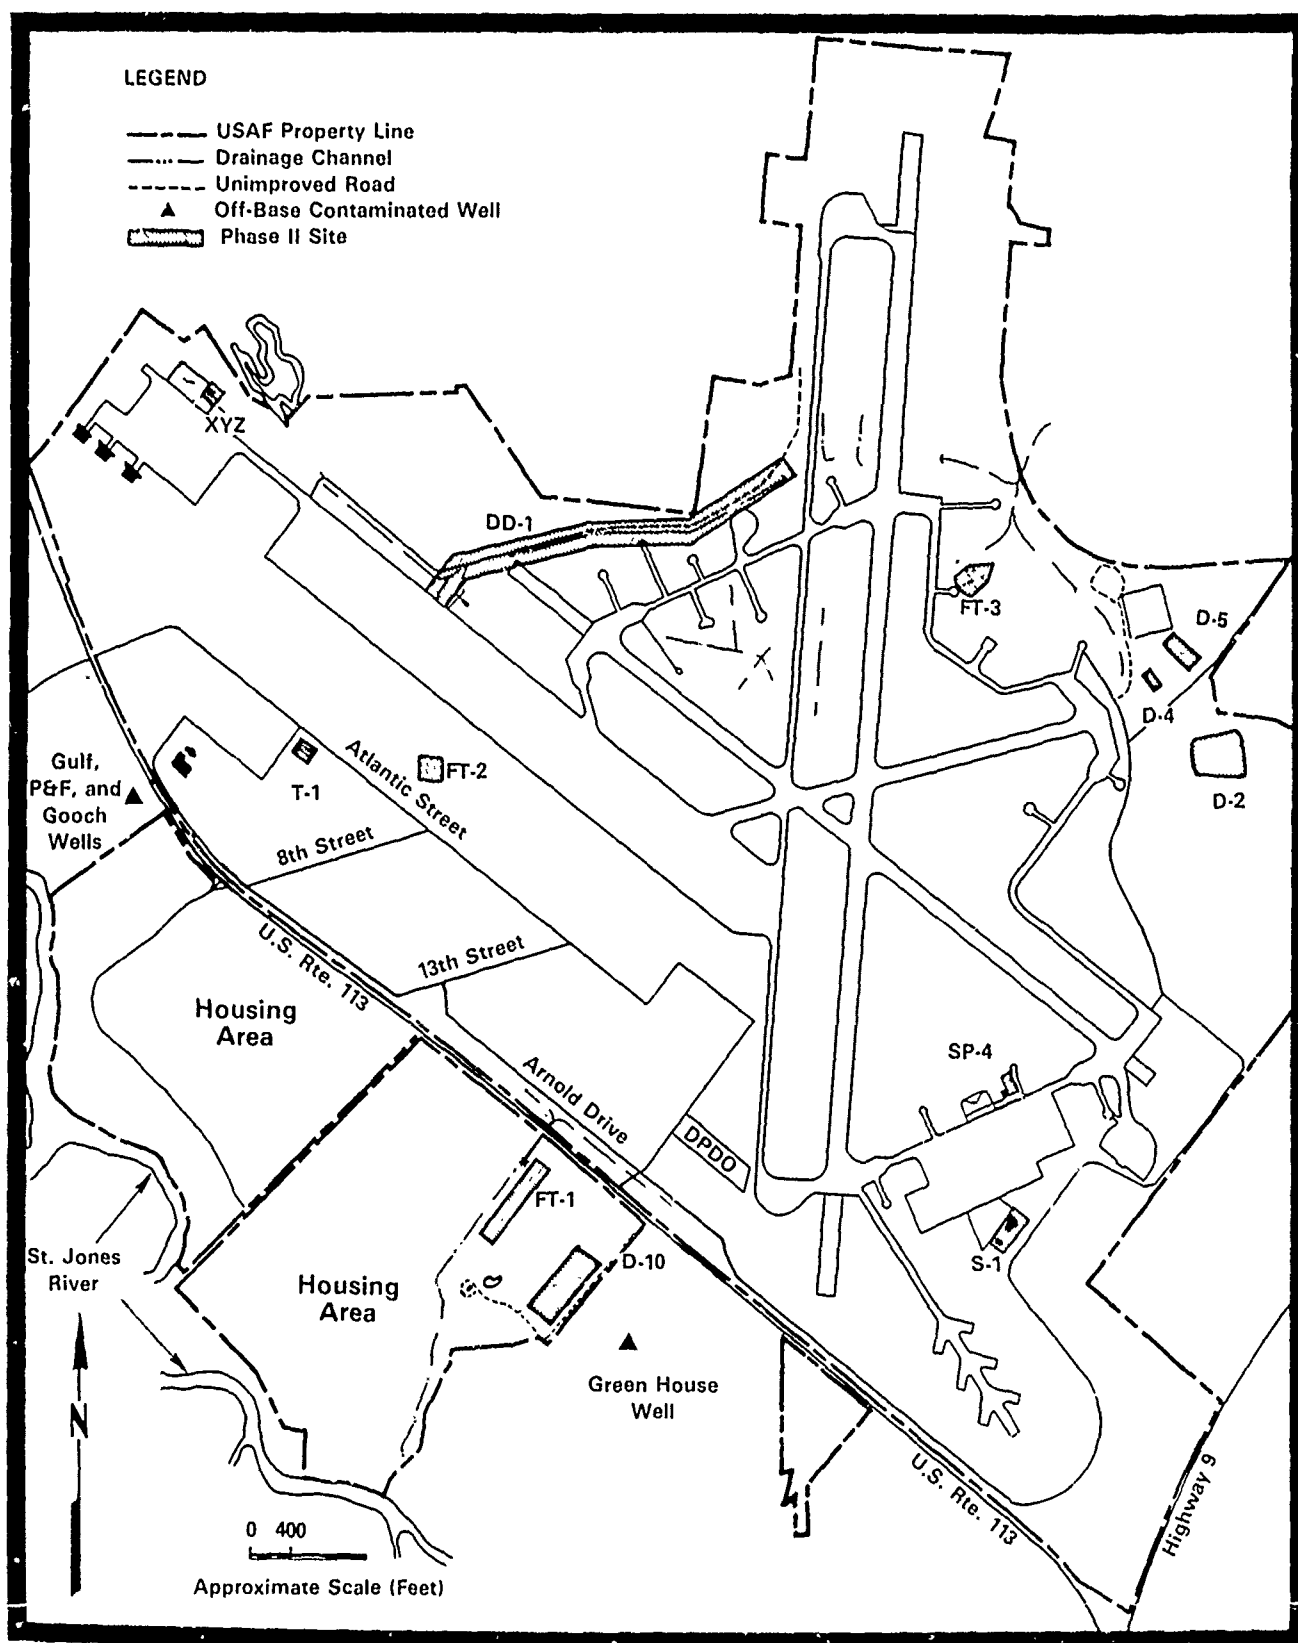 LEGEND
USAF Property Line
Drainage Channel
Unimproved Road
Off-Base Contaminated Well
Phase II Site
XYZ
DD-1
FT-3
D-5
D-4
D-2
Gulf,
P&F, and
Gooch
Wells
T-1
Atlantic Street
FT-2
8th Street
U.S. Rte. 113
13th Street
Housing
Area
Arnold Drive
SP-4
DPDO
FT-1
S-1
D-10
St. Jones
River
Housing
Area
Green House
Well
N
U.S. Rte. 113
Highway 9
0 400
Approximate Scale (Feet)